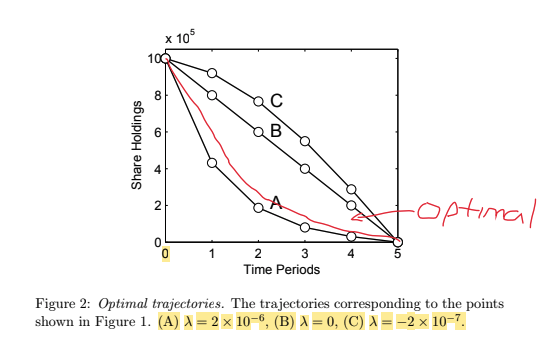 x 10⁵
10
8
6
4
2
0
Share Holdings
C
B
A
Optimal
0 1 2 3 4 5
Time Periods
Figure 2: Optimal trajectories. The trajectories corresponding to the points
shown in Figure 1. (A) λ = 2 × 10⁻⁶, (B) λ = 0, (C) λ = −2 × 10⁻⁷.